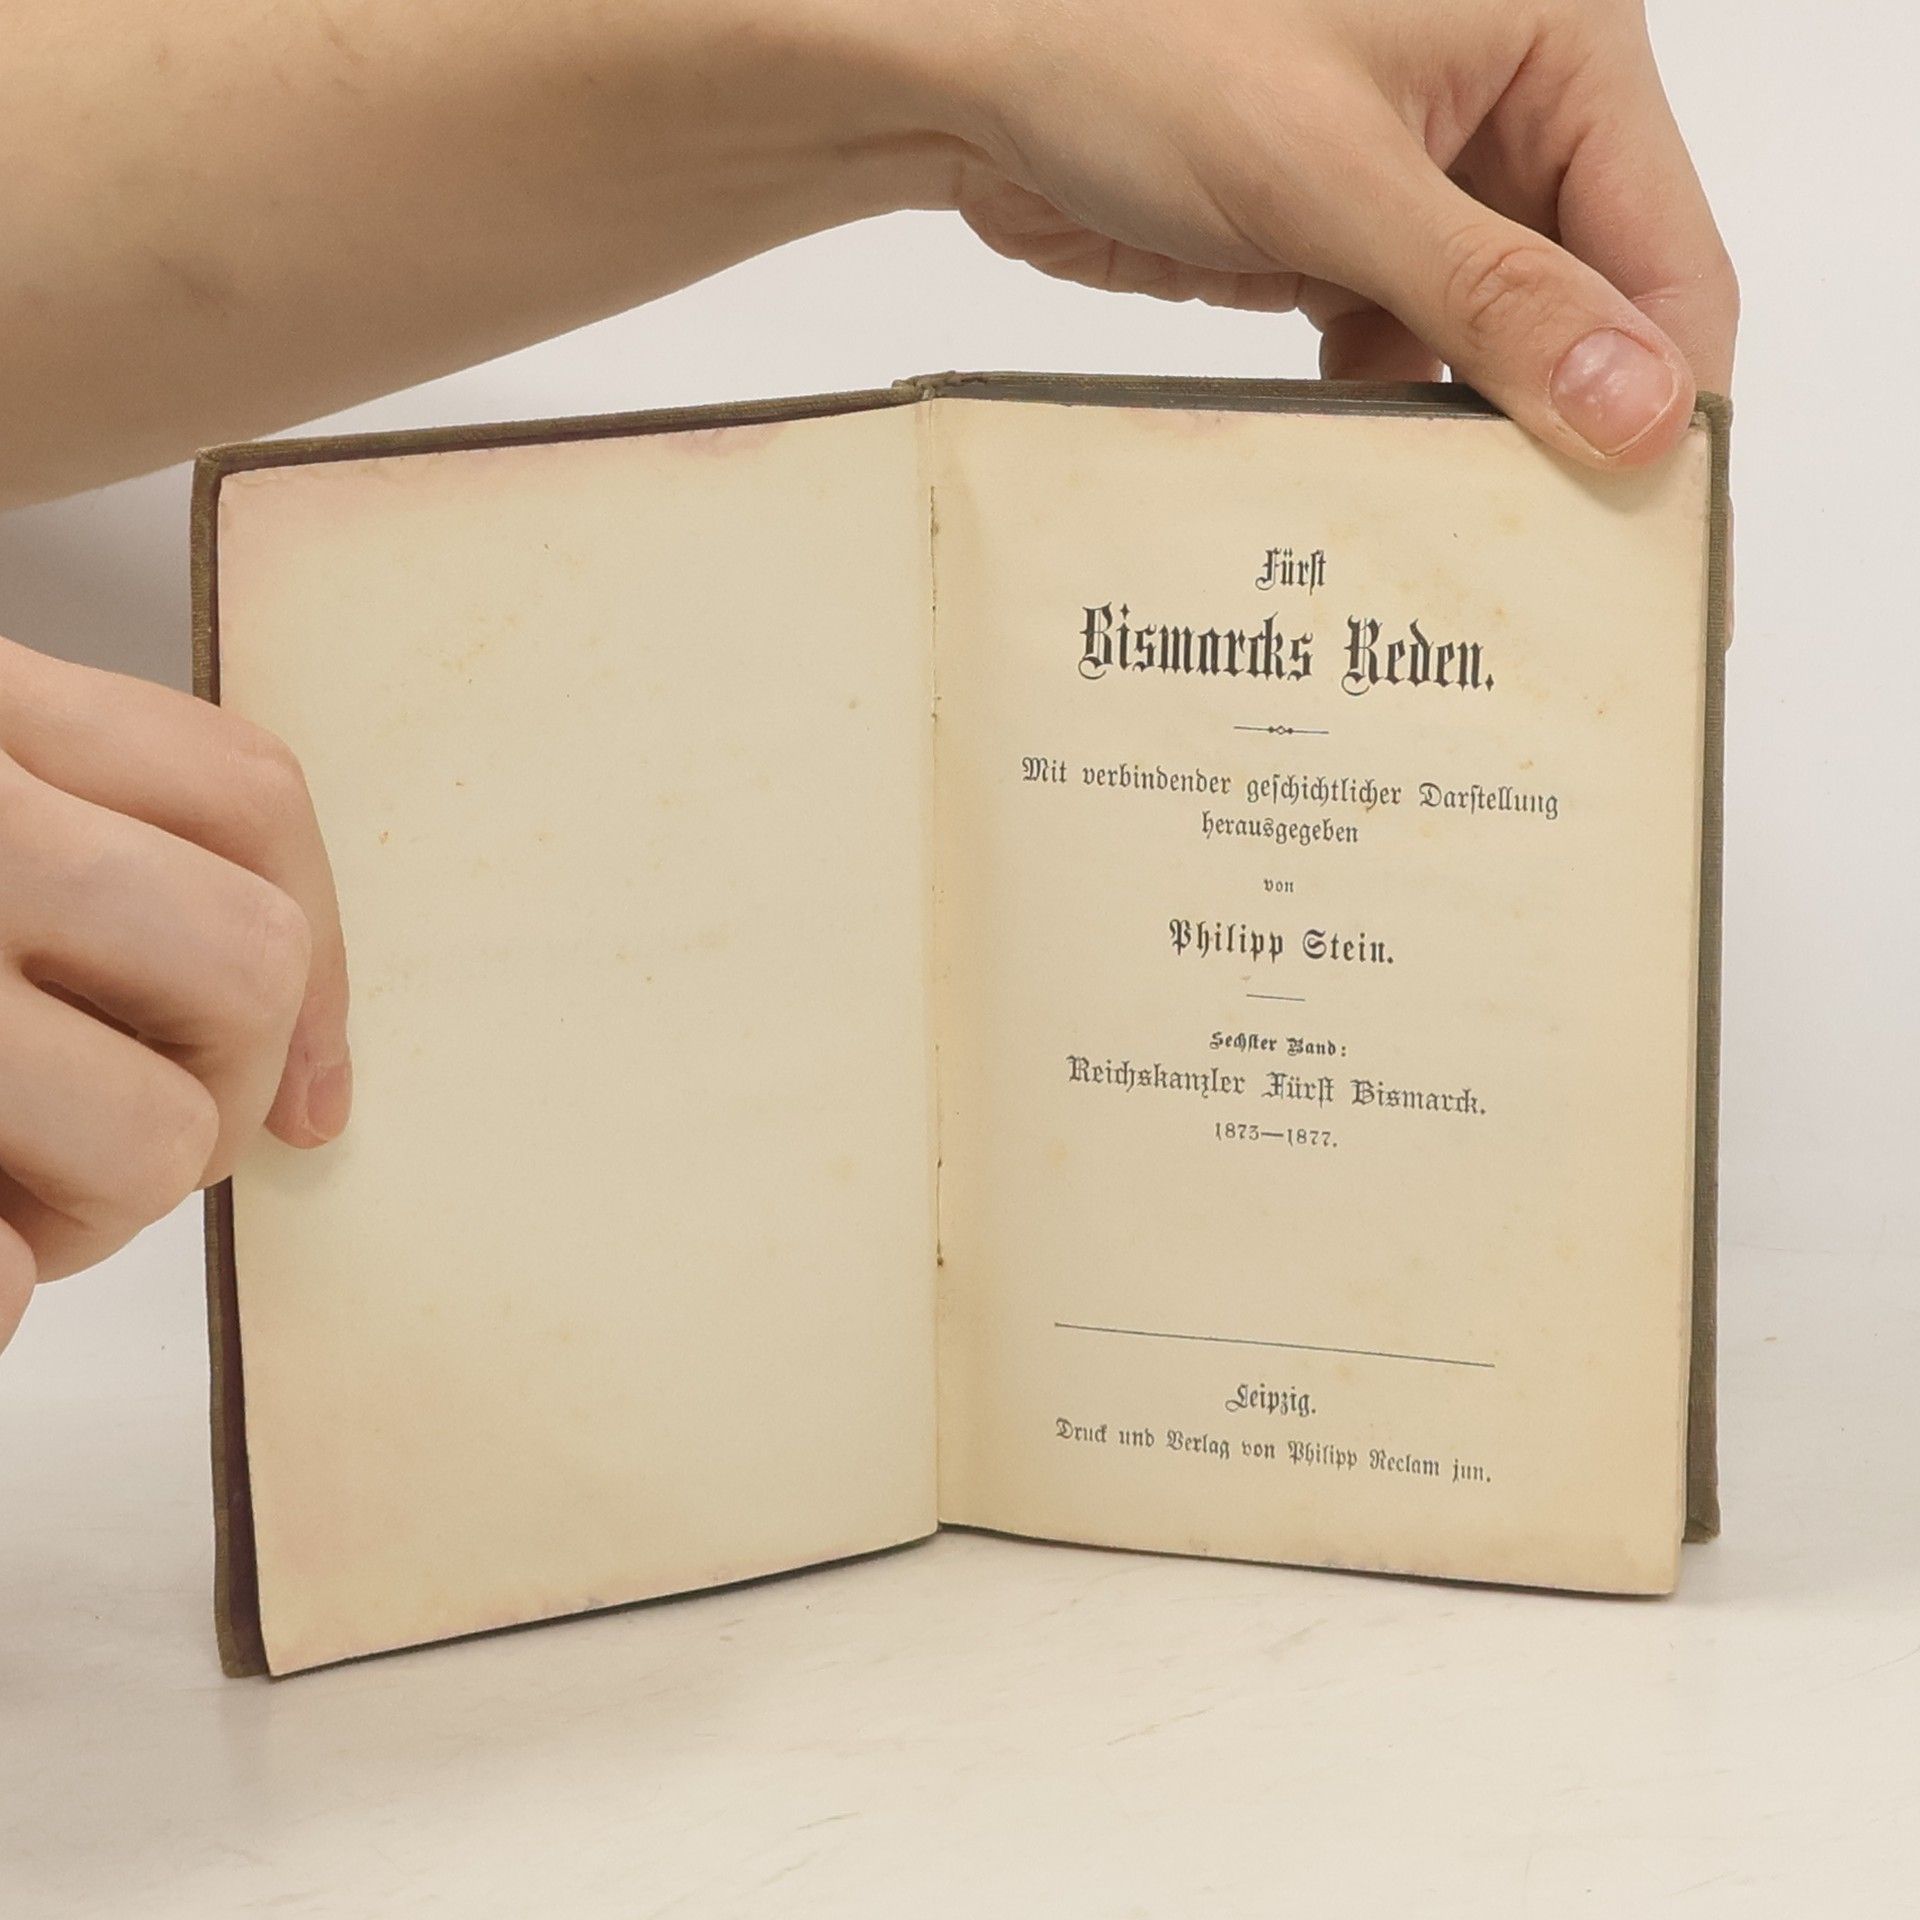 Fürst
Bismarcks Reden.
Mit verbindender geschichtlicher Darstellung
herausgegeben
von
Philipp Stein.
Sechster Band:
Reichskanzler Fürst Bismarck.
1873—1877.
Leipzig.
Druck und Verlag von Philipp Reclam jun.